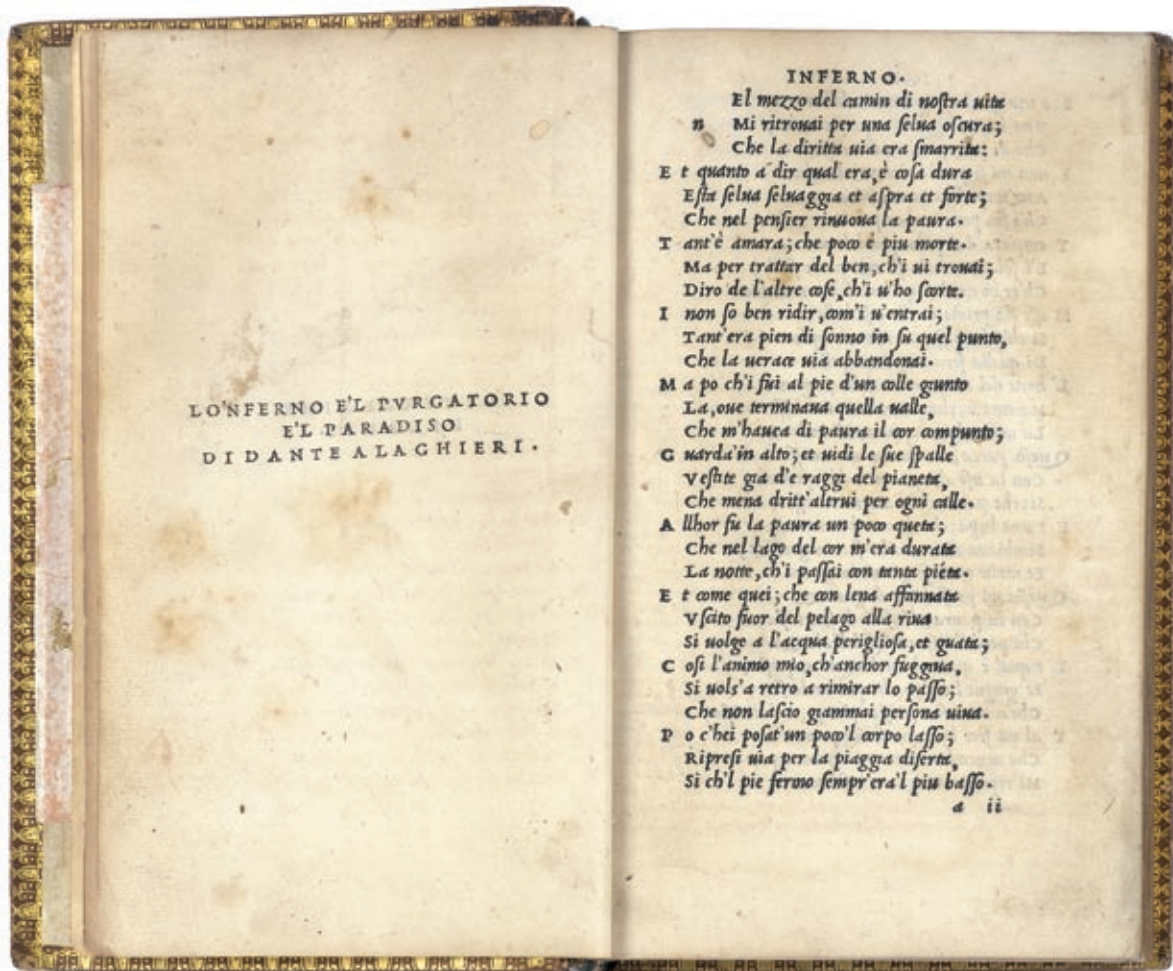 LO'NFERNO E'L PVRGATORIO
E'L PARADISO
DI DANTE ALAGHIERI.
INFERNO.
El mezzo del camin di nostra uita
n Mi ritrouai per una selua oscura;
Che la diritta uia era smarrita:
E t quanto a dir qual era, è cosa dura
Esta selua seluaggia et aspra et forte;
Che nel pensier rinuoua la paura.
T ant'è amara; che poco è piu morte.
Ma per trattar del ben, ch'i ui trouai;
Diro de l'altre cose, ch'i u'ho scorte.
I non so ben ridir, com'i u'entrai;
Tant'era pien di sonno in su quel punto,
Che la uerace uia abbandonai.
M a po ch'i fui al pie d'un colle giunto
La, oue terminaua quella ualle,
Che m'hauea di paura il cor compunto;
G uarda'in alto; et uidi le sue spalle
Vestite gia d'e raggi del pianeta,
Che mena dritt'altrui per ogni calle.
A llhor fu la paura un poco queta;
Che nel lago del cor m'era durata
La notte, ch'i passai con tanta piéta.
E t come quei; che con lena affannata
Vscito fuor del pelago alla riua
Si uolge a l'acqua perigliosa, et guata;
C osi l'animo mio, ch'anchor fuggiua,
Si uols'a retro a rimirar lo passo;
Che non lascio giammai persona uiua.
P o c'hei posat'un poco'l corpo lasso;
Ripresi uia per la piaggia diserta,
Si ch'l pie fermo sempr'era'l piu basso.
a ii